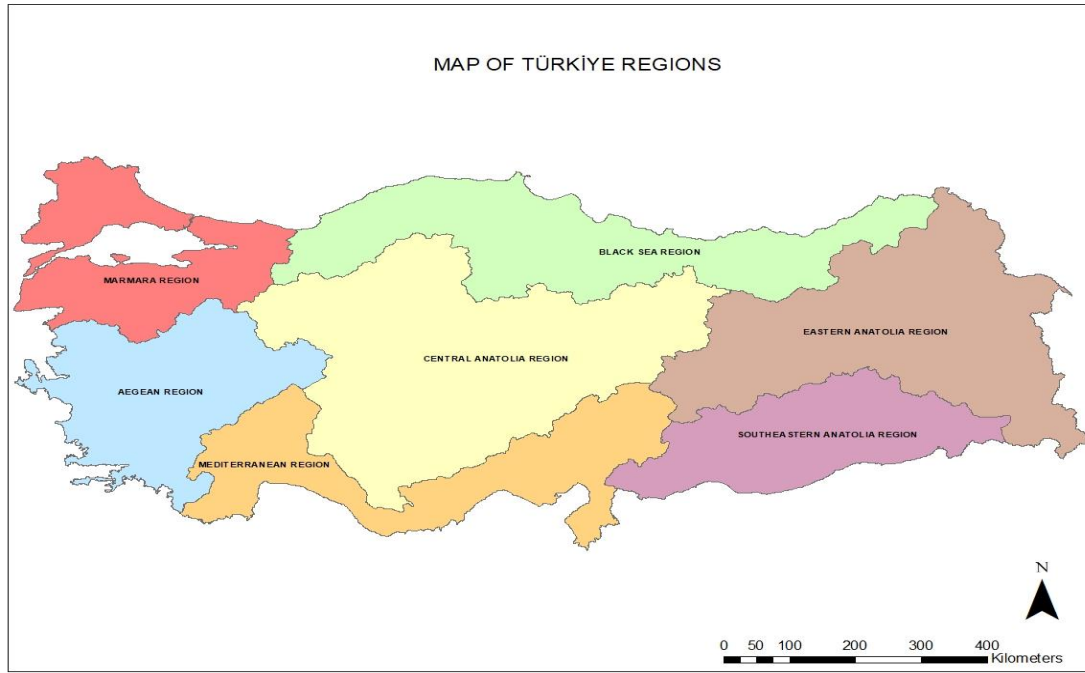 MAP OF TÜRKİYE REGIONS
BLACK SEA REGION
MARMARA REGION
EASTERN ANATOLIA REGION
CENTRAL ANATOLIA REGION
AEGEAN REGION
SOUTHEASTERN ANATOLIA REGION
MEDITERRANEAN REGION
N
0 50 100 200 300 400
Kilometers